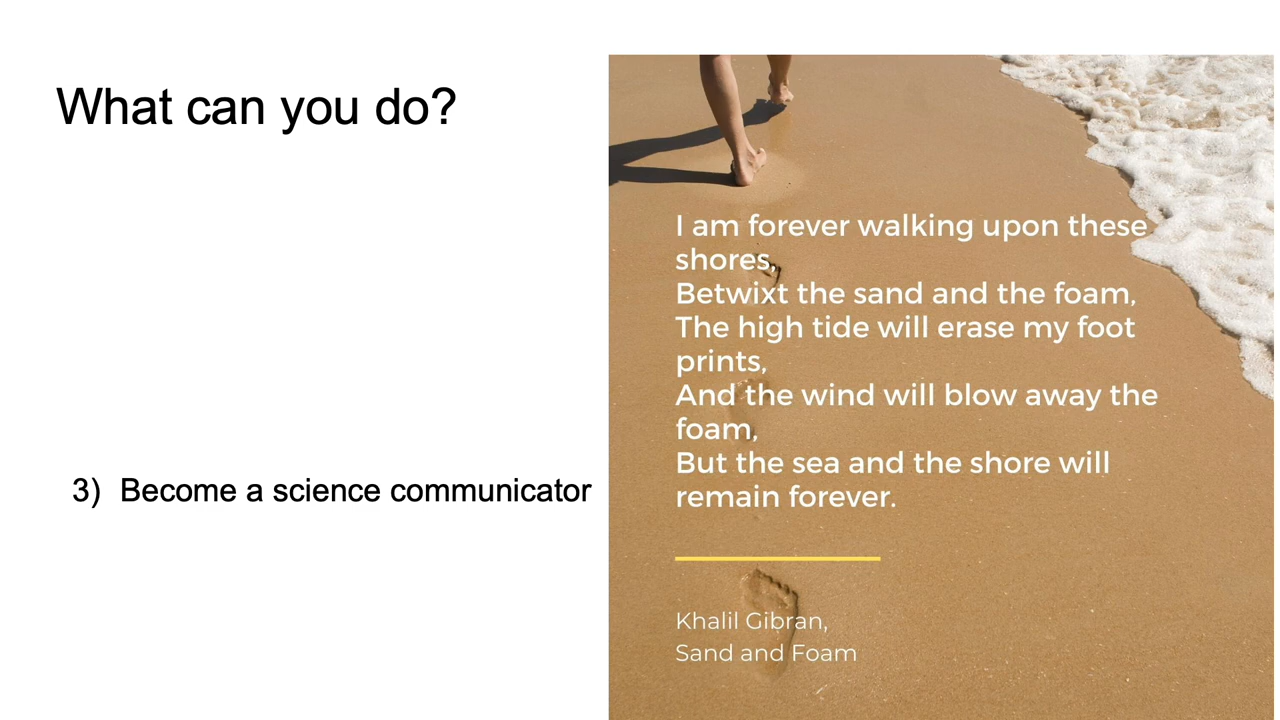 What can you do?
3) Become a science communicator
I am forever walking upon these
shores,
Betwixt the sand and the foam,
The high tide will erase my foot
prints,
And the wind will blow away the
foam,
But the sea and the shore will
remain forever.
Khalil Gibran,
Sand and Foam